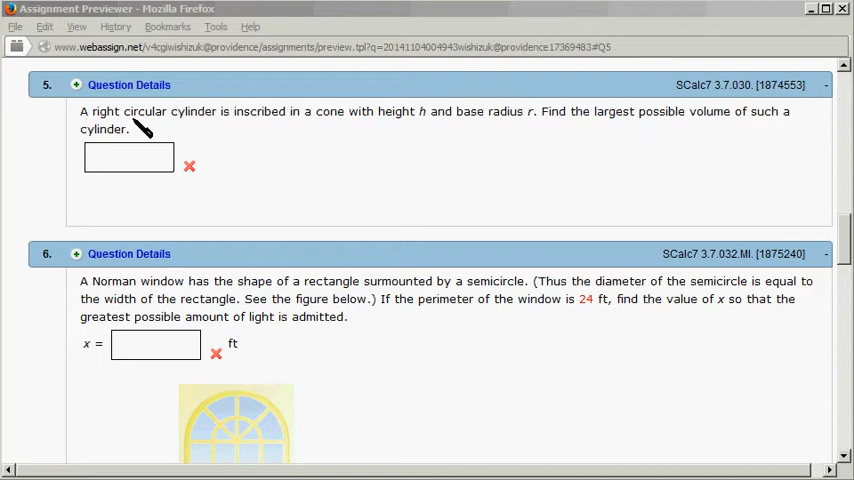 Assignment Previewer - Mozilla Firefox
File Edit View History Bookmarks Tools Help
www.webassign.net/v4cgiwishizuk@providence/assignments/preview.tpl?q=20141104004943wishizuk@providence17369483#Q5
5. Question Details SCalc7 3.7.030. [1874553] -
A right circular cylinder is inscribed in a cone with height h and base radius r. Find the largest possible volume of such a
cylinder.
6. Question Details SCalc7 3.7.032.MI. [1875240] -
A Norman window has the shape of a rectangle surmounted by a semicircle. (Thus the diameter of the semicircle is equal to
the width of the rectangle. See the figure below.) If the perimeter of the window is 24 ft, find the value of x so that the
greatest possible amount of light is admitted.
x = ft